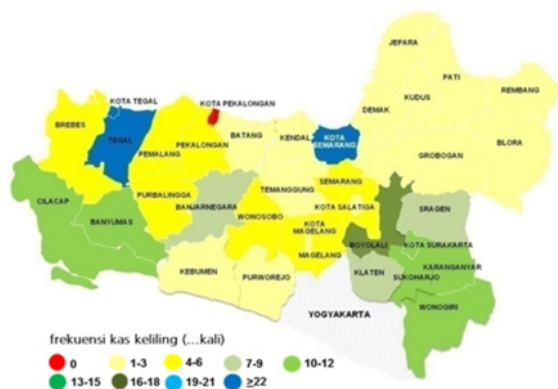 JEPARA
PATI
REMBANG
KUDUS
DEMAK
BLORA
GROBOGAN
KOTA TEGAL
KOTA PEKALONGAN
BREBES
TEGAL
PEMALANG
PEKALONGAN
BATANG
KENDAL
KOTA
SEMARANG
CILACAP
BANYUMAS
PURBALINGGA
BANJARNEGARA
WONOSOBO
TEMANGGUNG
SEMARANG
KOTA SALATIGA
KOTA
MAGELANG
MAGELANG
BOYOLALI
SRAGEN
KOTA SURAKARTA
KARANGANYAR
SUKOHARJO
KLATEN
WONOGIRI
KEBUMEN
PURWOREJO
YOGYAKARTA
frekuensi kas keliling (...kali)
0 1-3 4-6 7-9 10-12
13-15 16-18 19-21 ≥22